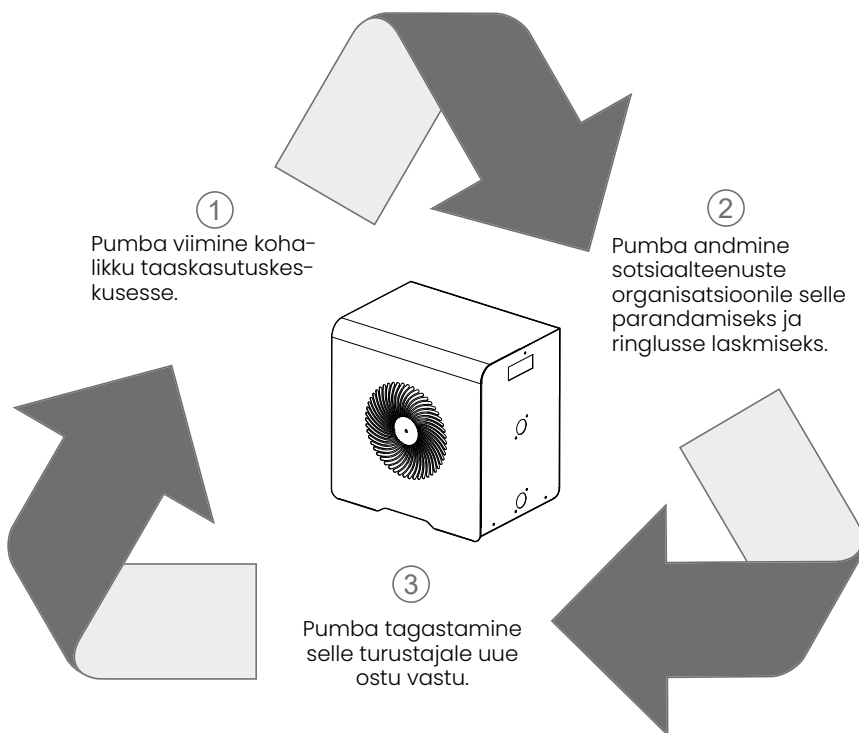 1
Pumba viimine koha-
likku taaskasutuskes-
kusesse.
2
Pumba andmine
sotsiaalteenuste
organisatsioonile selle
parandamiseks ja
ringlusse laskmiseks.
3
Pumba tagastamine
selle turustajale uue
ostu vastu.